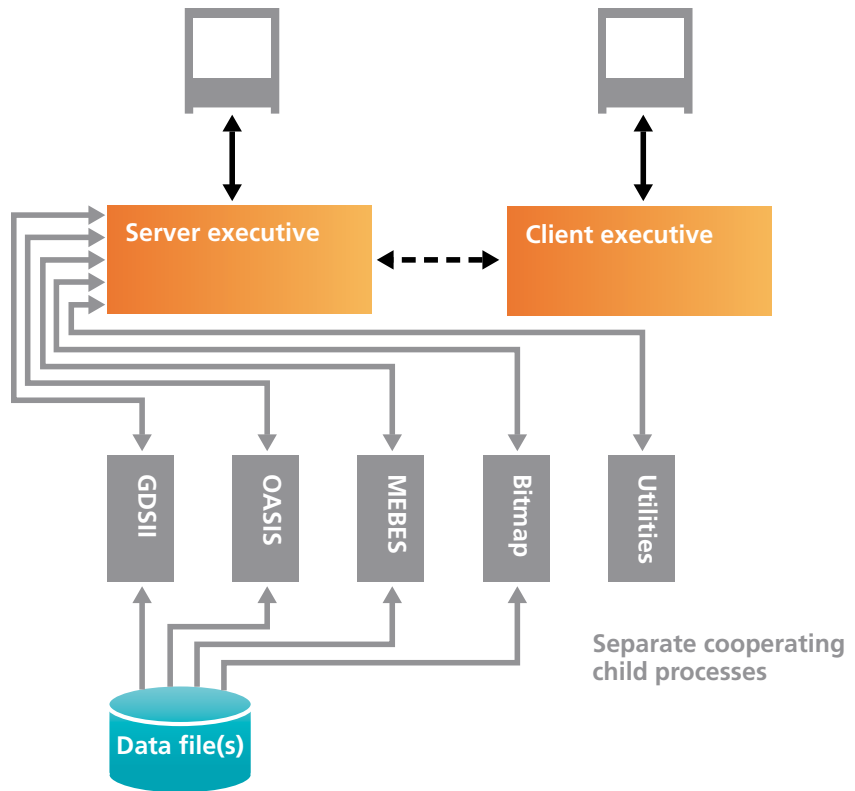 Server executive
Client executive
GDSII
OASIS
MEBES
Bitmap
Utilities
Separate cooperating
child processes
Data file(s)